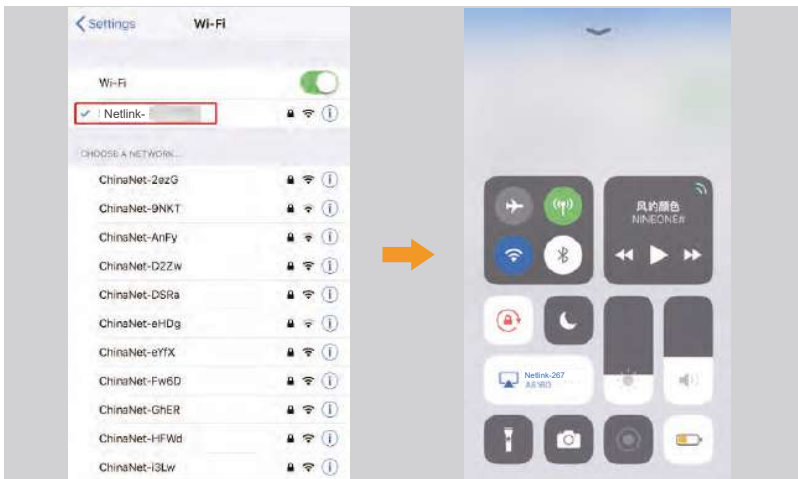 Settings
Wi-Fi
Wi-Fi
Netlink-
CHOOSE A NETWORK...
ChinaNet-2ezG
ChinaNet-9NKT
ChinaNet-AnFy
ChinaNet-D2Zw
ChinaNet-DSRa
ChinaNet-eHDg
ChinaNet-eYfX
ChinaNet-Fw6D
ChinaNet-GhER
ChinaNet-HFWd
ChinaNet-i3Lw
风的颜色
NINEONE#
Netlink-267